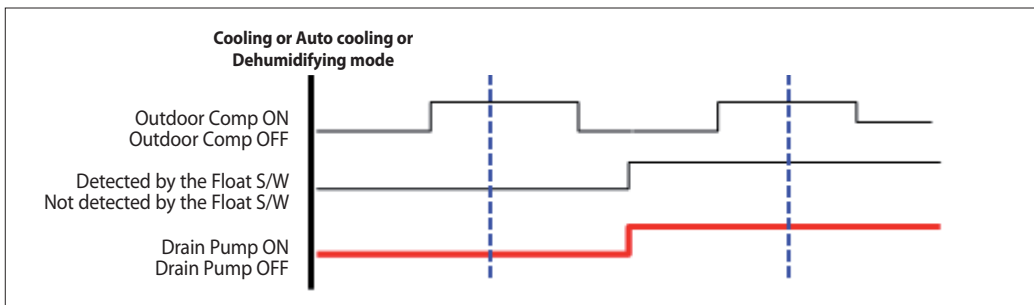 Cooling or Auto cooling or
Dehumidifying mode
Outdoor Comp ON
Outdoor Comp OFF
Detected by the Float S/W
Not detected by the Float S/W
Drain Pump ON
Drain Pump OFF